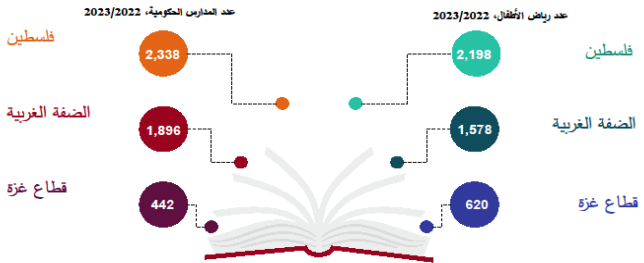 عدد رياض الأطفال، 2023/2022
فلسطين
2,198
الضفة الغربية
1,578
قطاع غزة
620
عدد المدارس الحكومية، 2023/2022
2,338
فلسطين
1,896
الضفة الغربية
442
قطاع غزة